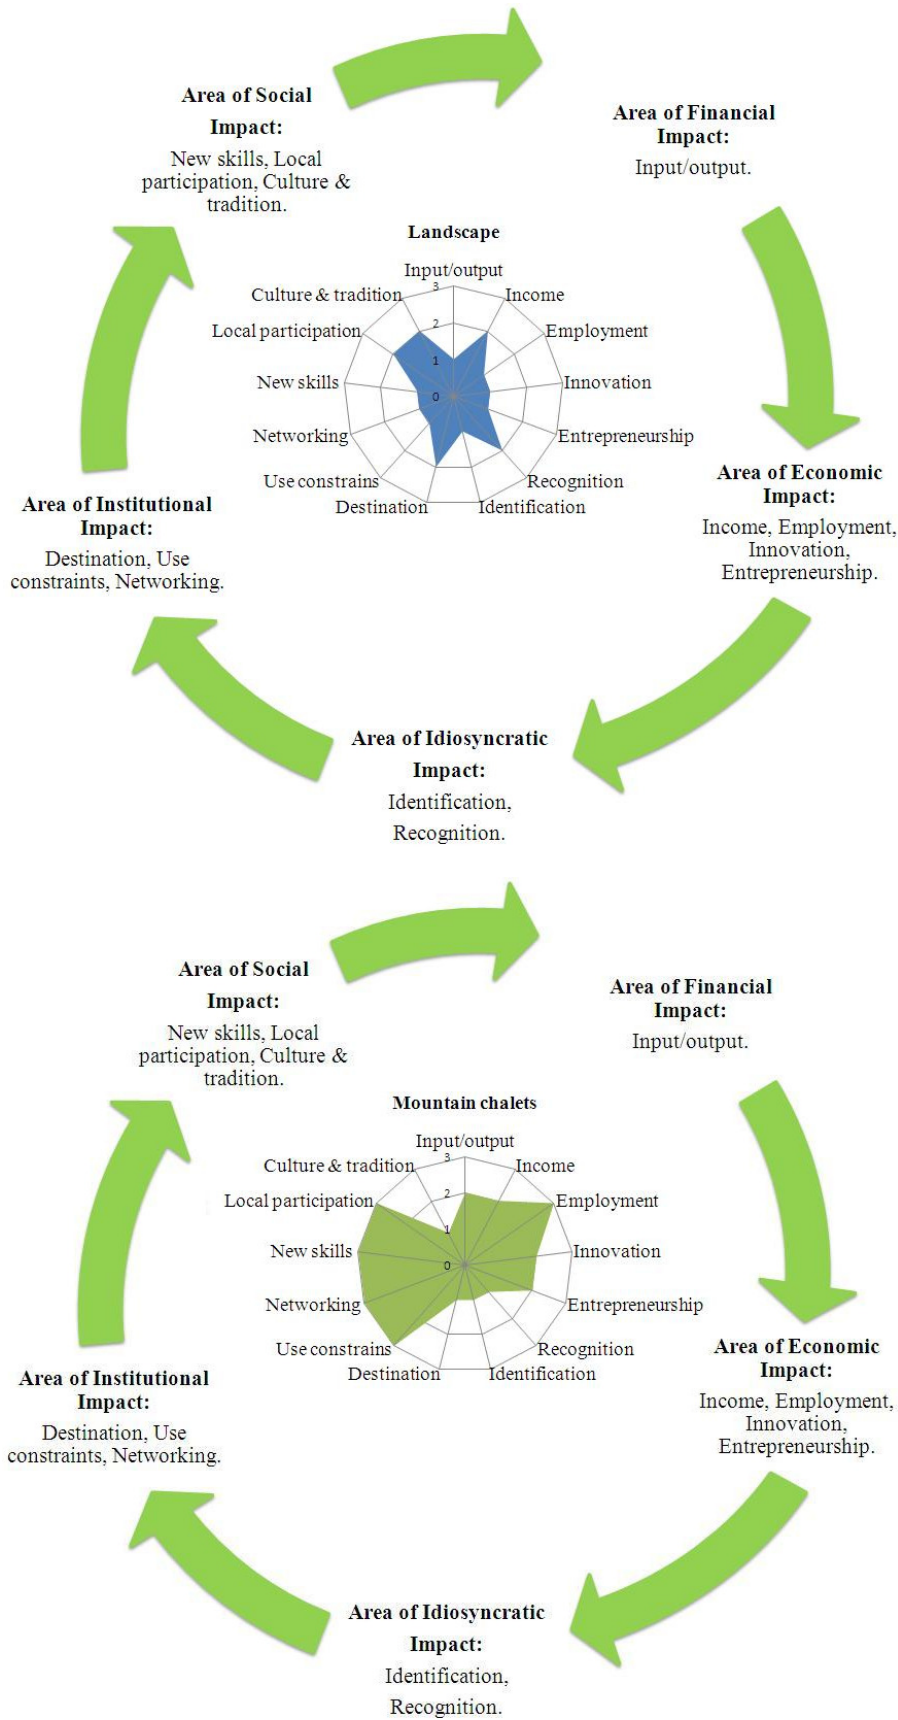 Area of Social
Impact:
New skills, Local
participation, Culture &
tradition.
Area of Financial
Impact:
Input/output.
Landscape
Input/output
Income
Employment
Innovation
Entrepreneurship
Recognition
Identification
Destination
Use constrains
Networking
New skills
Local participation
Culture & tradition
3
2
1
0
Area of Economic
Impact:
Income, Employment,
Innovation,
Entrepreneurship.
Area of Institutional
Impact:
Destination, Use
constraints, Networking.
Area of Idiosyncratic
Impact:
Identification,
Recognition.
Area of Social
Impact:
New skills, Local
participation, Culture &
tradition.
Area of Financial
Impact:
Input/output.
Mountain chalets
Input/output
Income
Employment
Innovation
Entrepreneurship
Recognition
Identification
Destination
Use constrains
Networking
New skills
Local participation
Culture & tradition
3
2
1
0
Area of Economic
Impact:
Income, Employment,
Innovation,
Entrepreneurship.
Area of Institutional
Impact:
Destination, Use
constraints, Networking.
Area of Idiosyncratic
Impact:
Identification,
Recognition.